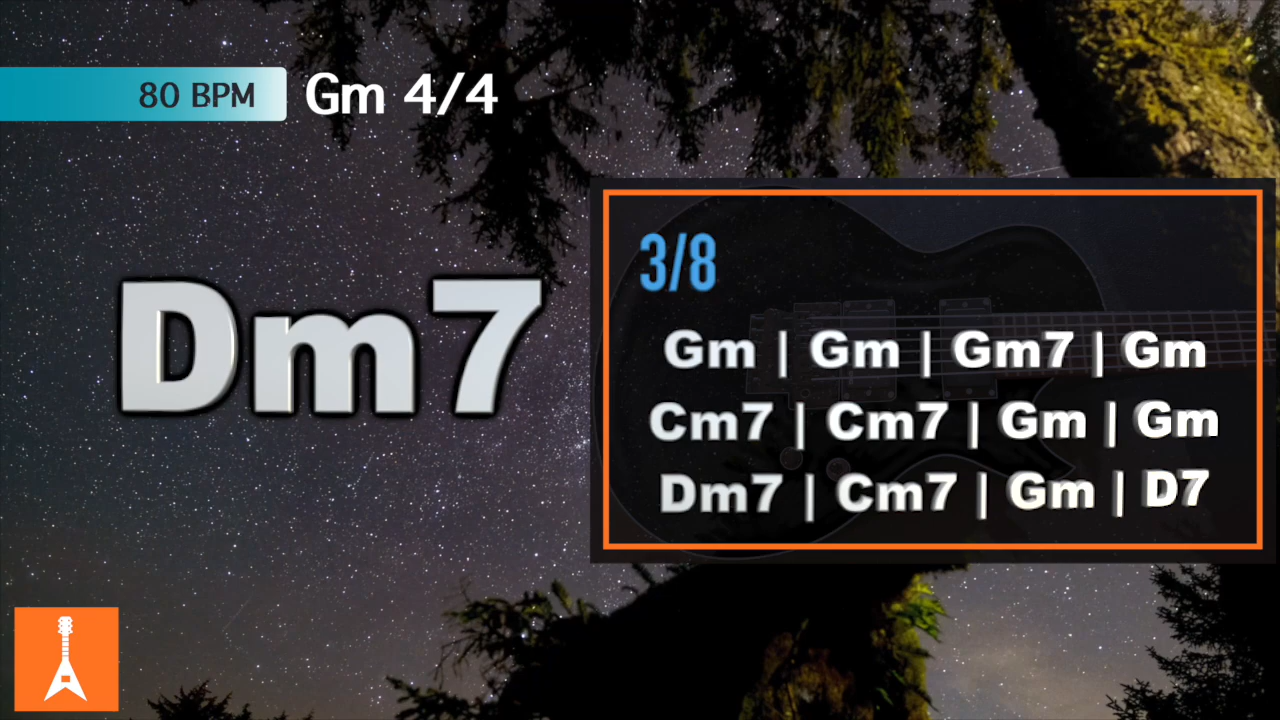 80 BPM Gm 4/4
Dm7
3/8
Gm | Gm | Gm7 | Gm
Cm7 | Cm7 | Gm | Gm
Dm7 | Cm7 | Gm | D7